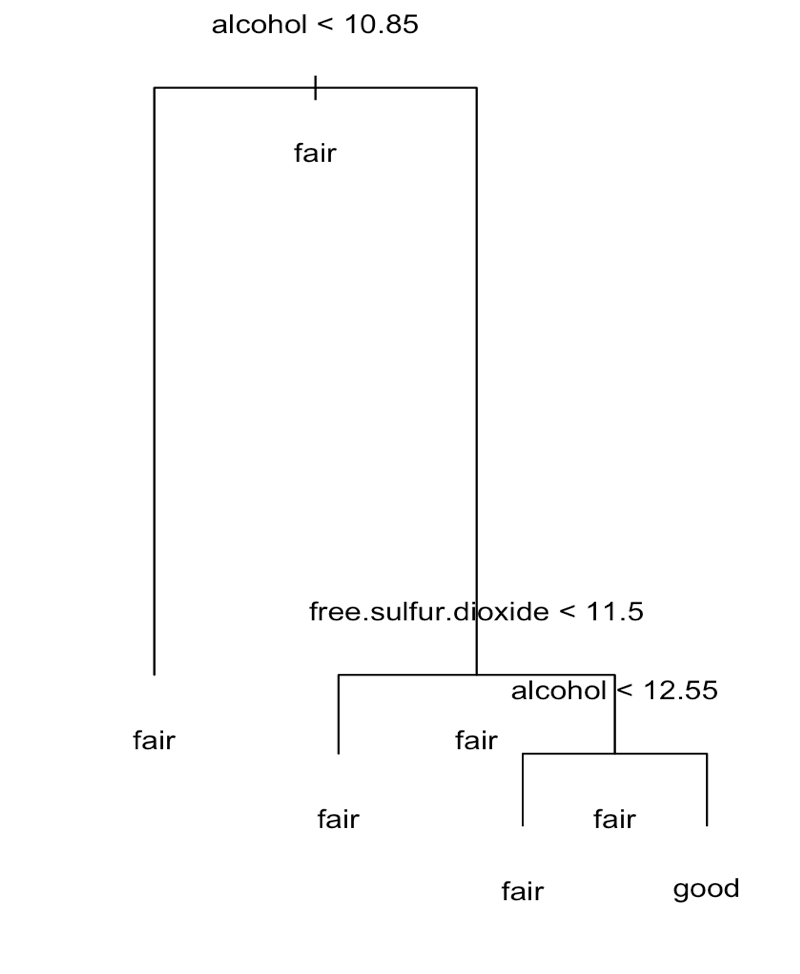 alcohol < 10.85
fair
free.sulfur.dioxide < 11.5
alcohol < 12.55
fair
fair
fair
fair
fair
good